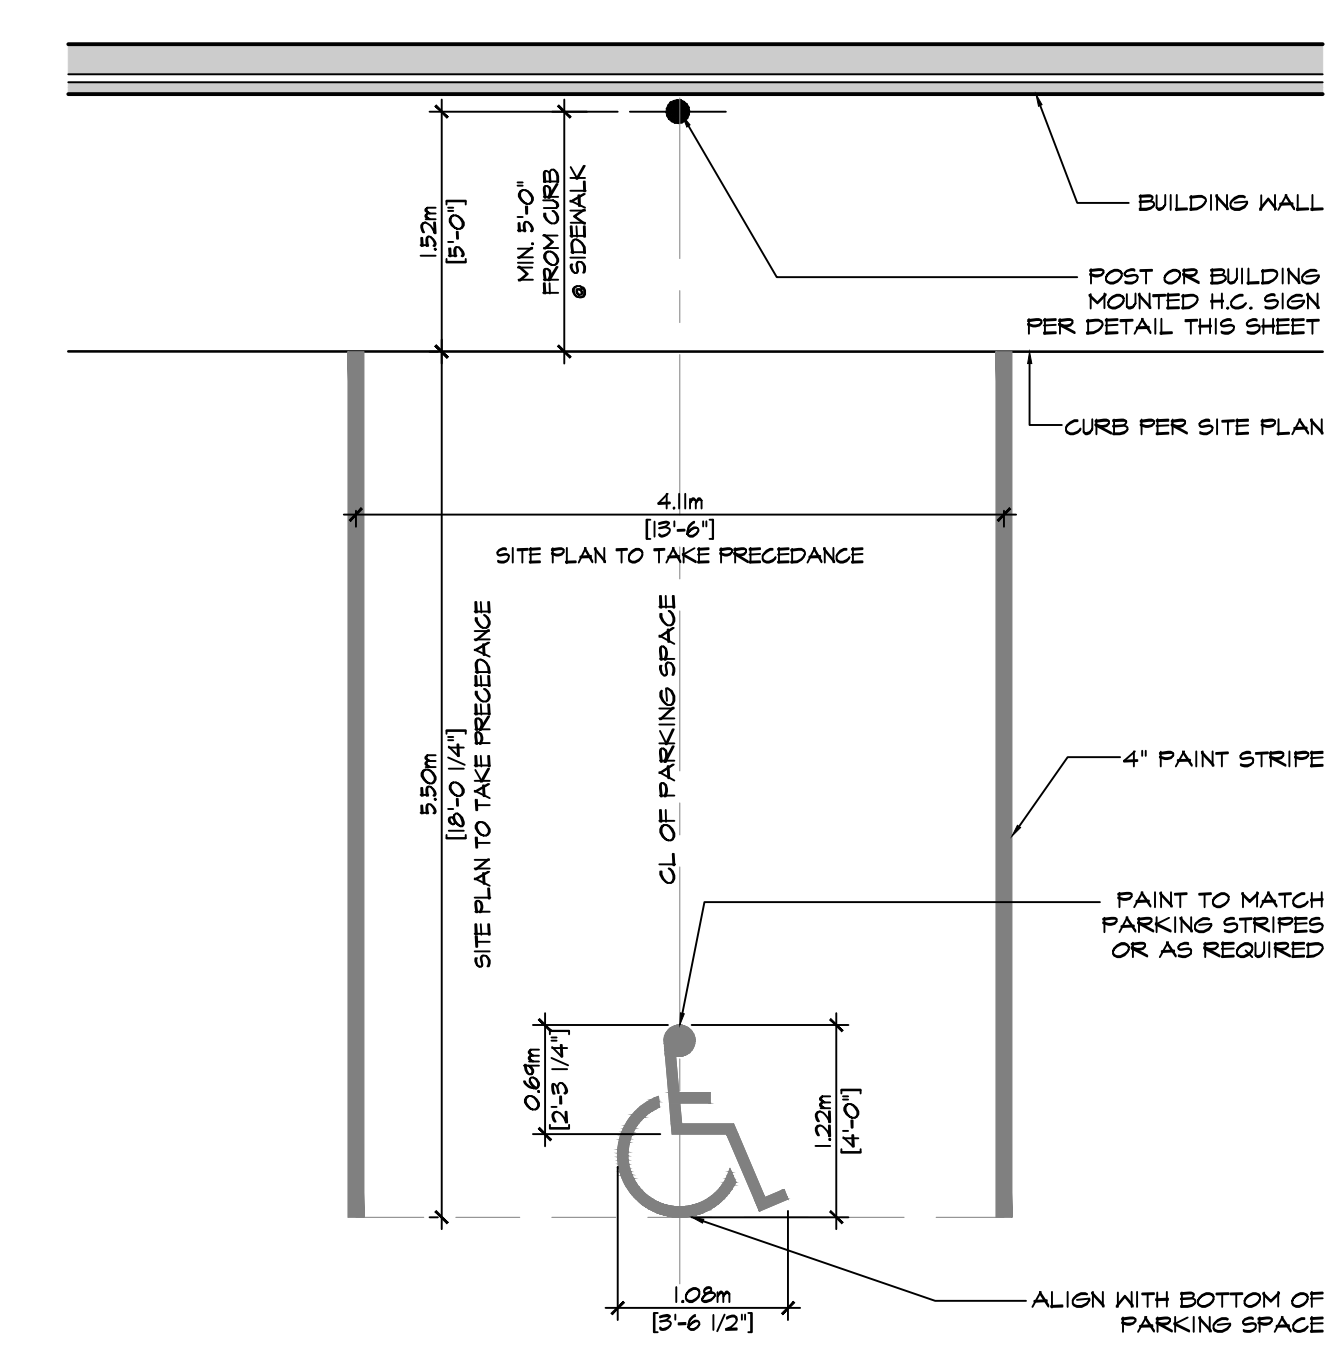 BUILDING WALL
1.52m
[5'-0"]
MIN. 5'-0"
FROM CURB
@ SIDEWALK
POST OR BUILDING
MOUNTED H.C. SIGN
PER DETAIL THIS SHEET
CURB PER SITE PLAN
4.11m
[13'-6"]
SITE PLAN TO TAKE PRECEDANCE
5.50m
[18'-0 1/4"]
SITE PLAN TO TAKE PRECEDANCE
CL OF PARKING SPACE
4" PAINT STRIPE
PAINT TO MATCH
PARKING STRIPES
OR AS REQUIRED
0.69m
[2'-3 1/4"]
1.22m
[4'-0"]
1.08m
[3'-6 1/2"]
ALIGN WITH BOTTOM OF
PARKING SPACE